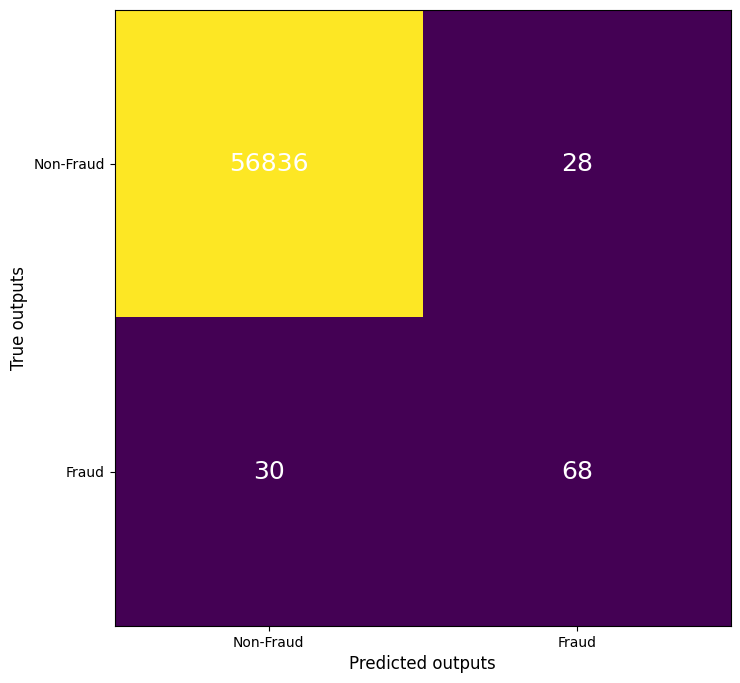 Non-Fraud
56836
28
True outputs
Fraud
30
68
Non-Fraud
Fraud
Predicted outputs